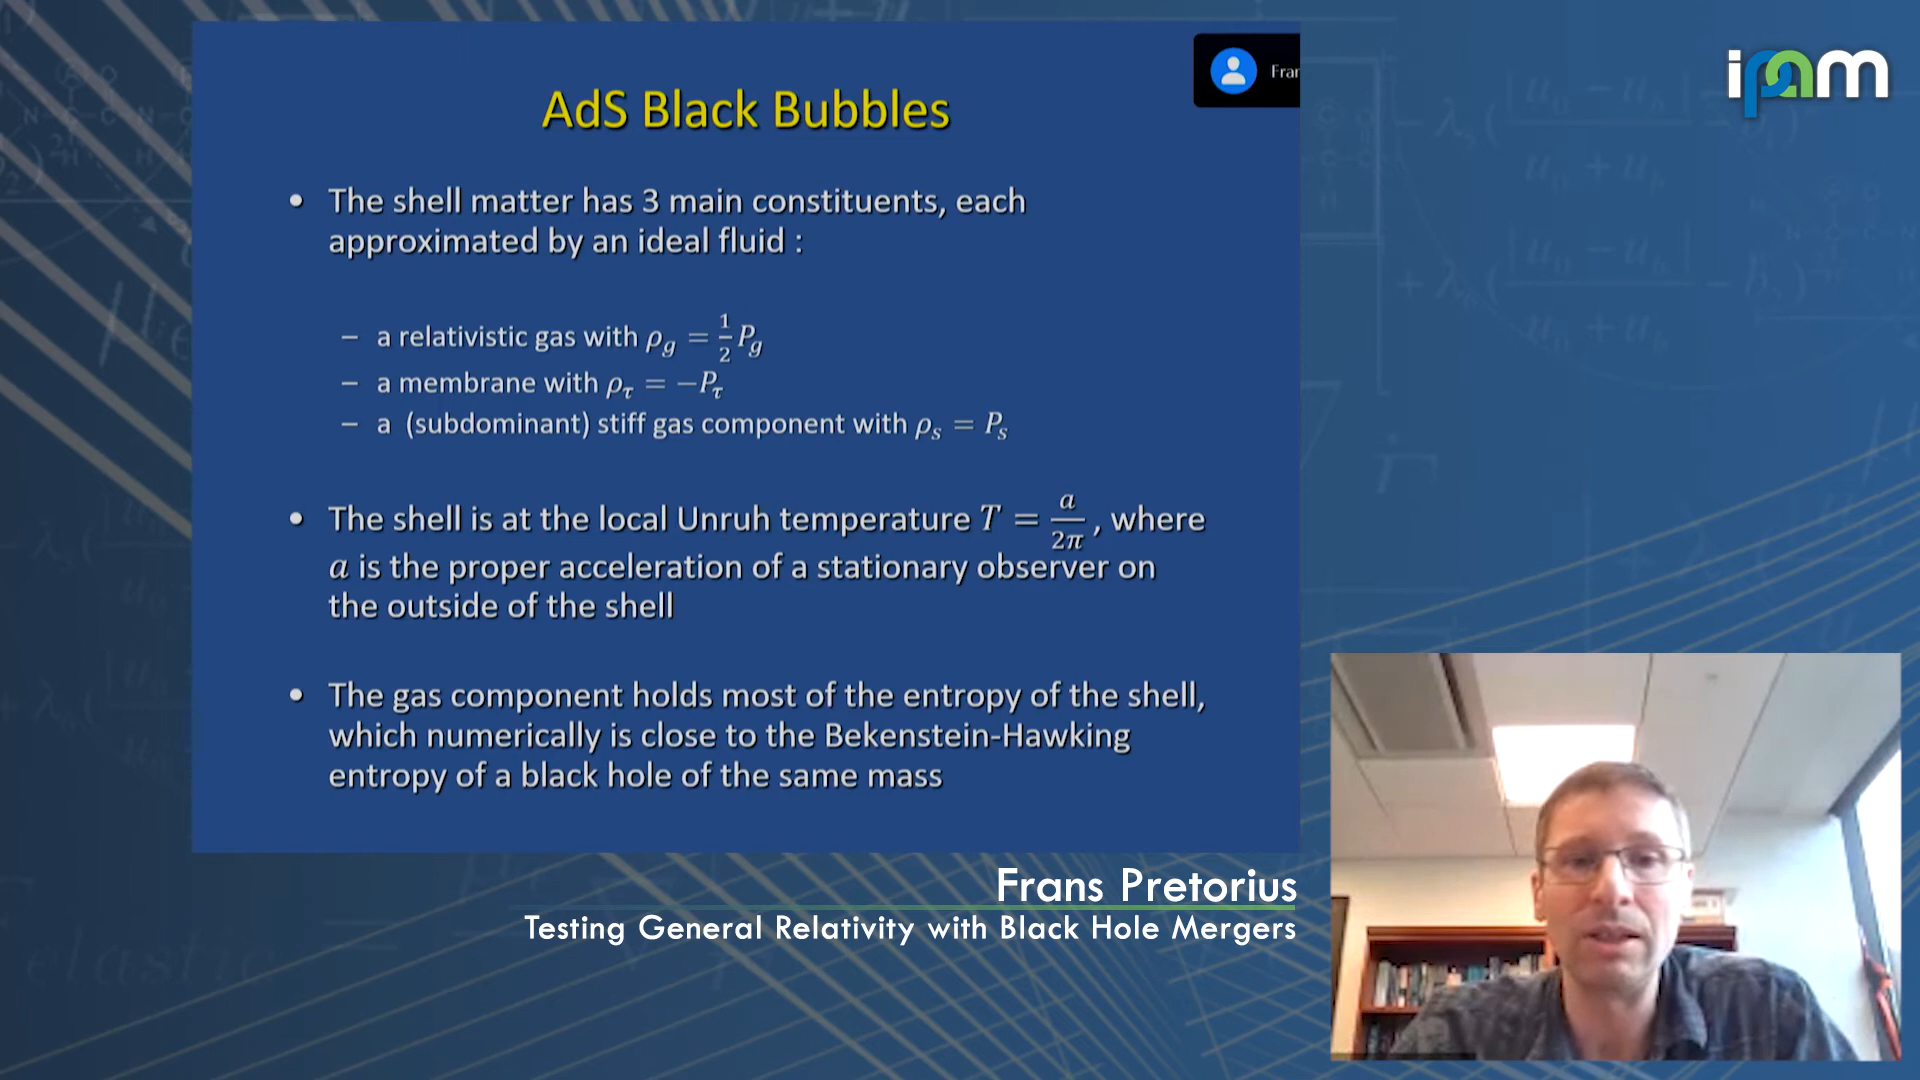 AdS Black Bubbles
Fran
ipam
• The shell matter has 3 main constituents, each
approximated by an ideal fluid :
– a relativistic gas with ρ_g = 1/2 P_g
– a membrane with ρ_τ = −P_τ
– a (subdominant) stiff gas component with ρ_s = P_s
• The shell is at the local Unruh temperature T = a/2π , where
a is the proper acceleration of a stationary observer on
the outside of the shell
• The gas component holds most of the entropy of the shell,
which numerically is close to the Bekenstein-Hawking
entropy of a black hole of the same mass
Frans Pretorius
Testing General Relativity with Black Hole Mergers
elastic